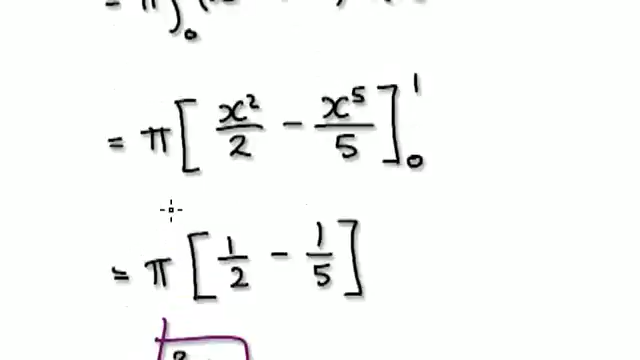 = π [ x²/2 − x⁵/5 ]₀¹
= π [ 1/2 − 1/5 ]